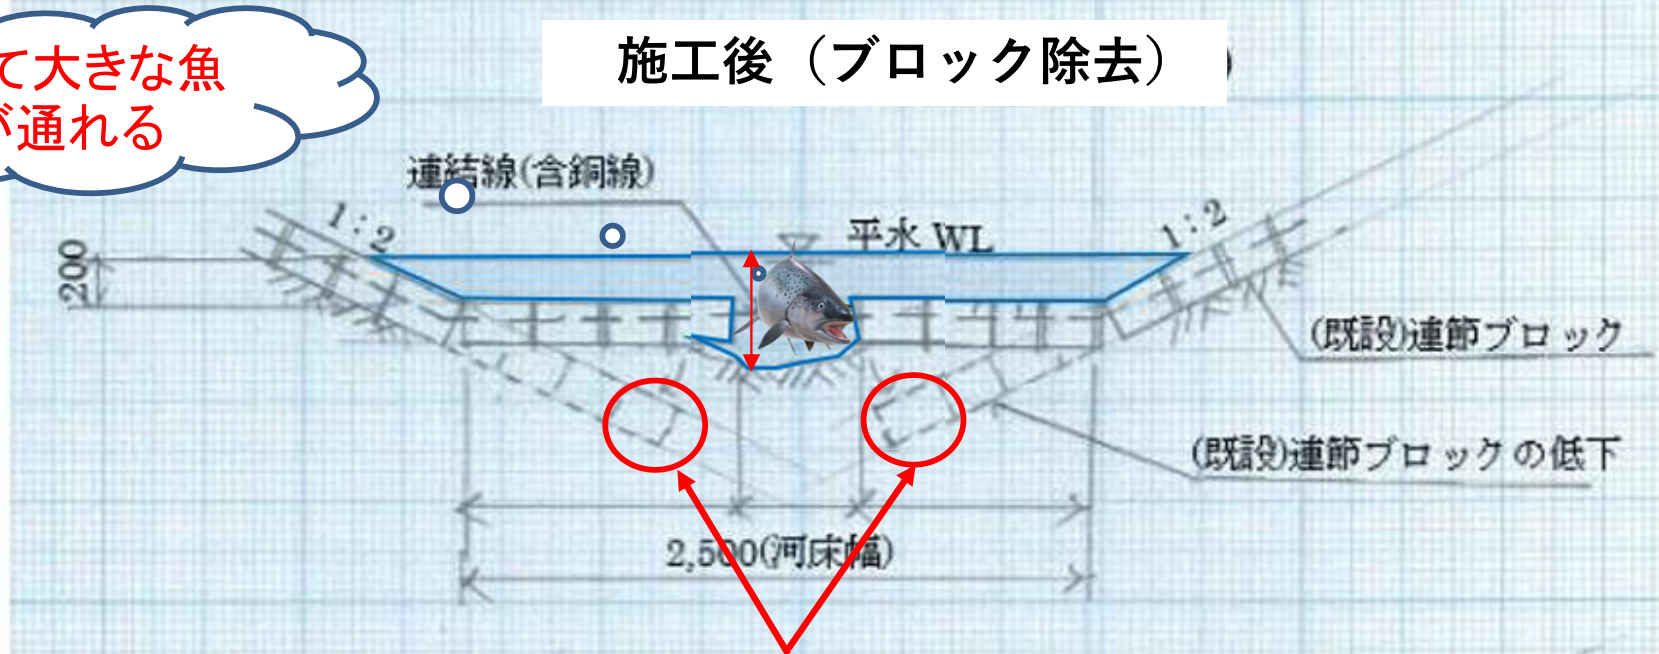 て大きな魚
が通れる
施工後（ブロック除去）
連結線(含銅線)
1:2
平水 WL
1:2
200
(既設)連節ブロック
(既設)連節ブロックの低下
2,500(河床幅)